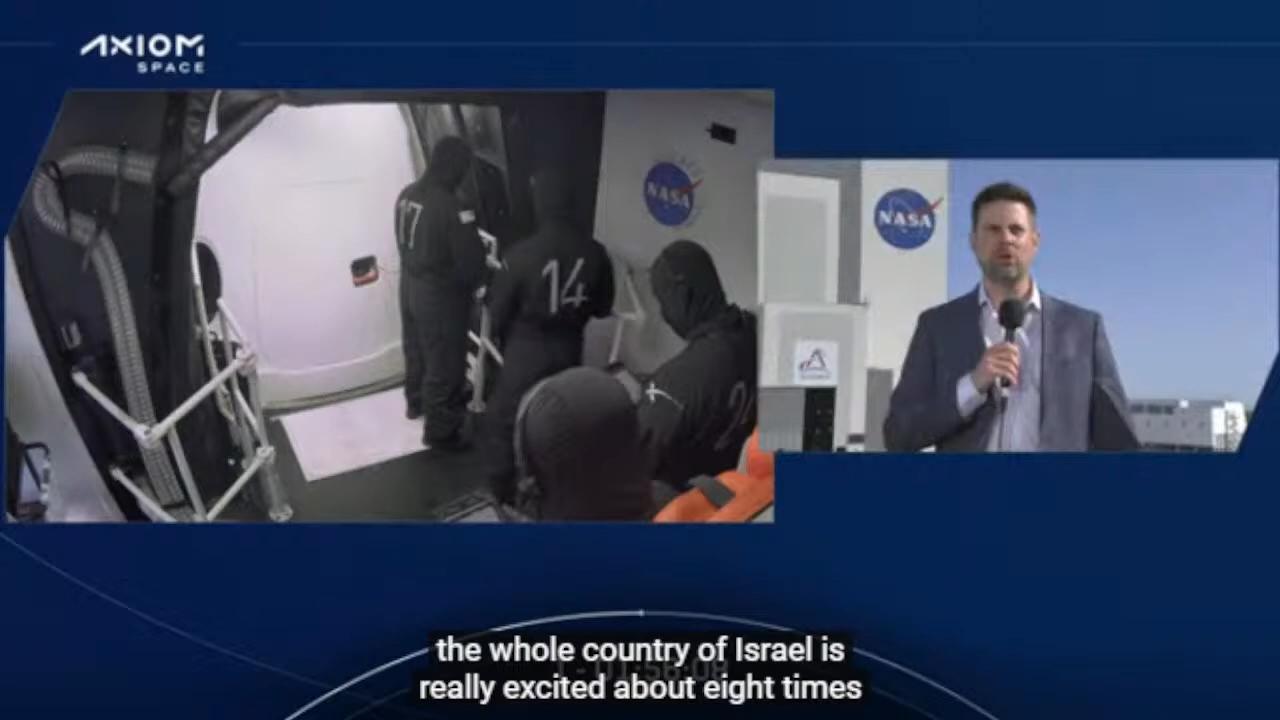 AXIOM
SPACE
17
14
NASA
NASA
the whole country of Israel is
really excited about eight times